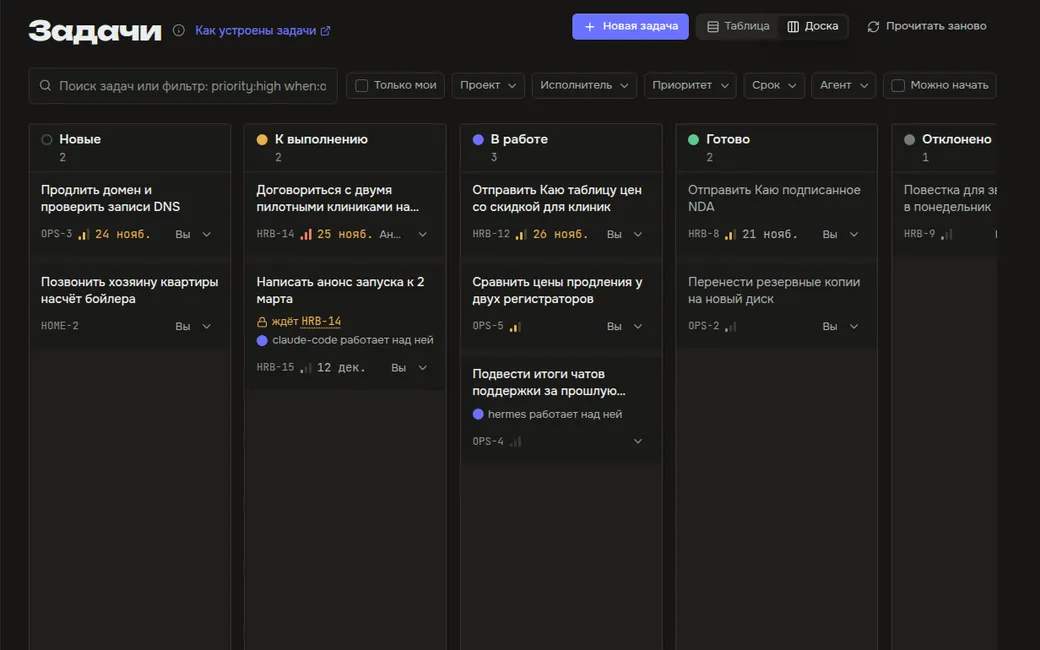 Задачи
Как устроены задачи
Новая задача
Таблица
Доска
Прочитать заново
Поиск задач или фильтр: priority:high when:o
Только мои
Проект
Исполнитель
Приоритет
Срок
Агент
Можно начать
Новые
2
Продлить домен и
проверить записи DNS
OPS-3 24 нояб. Вы
Позвонить хозяину квартиры
насчёт бойлера
HOME-2 Вы
К выполнению
2
Договориться с двумя
пилотными клиниками на…
HRB-14 25 нояб. Ан…
Написать анонс запуска к 2
марта
ждёт HRB-14
claude-code работает над ней
HRB-15 12 дек. Вы
В работе
3
Отправить Каю таблицу цен
со скидкой для клиник
HRB-12 26 нояб. Вы
Сравнить цены продления у
двух регистраторов
OPS-5 Вы
Подвести итоги чатов
поддержки за прошлую…
hermes работает над ней
OPS-4
Готово
2
Отправить Каю подписанное
NDA
HRB-8 21 нояб. Вы
Перенести резервные копии
на новый диск
OPS-2 Вы
Отклонено
1
Повестка для
в понедельник
HRB-9